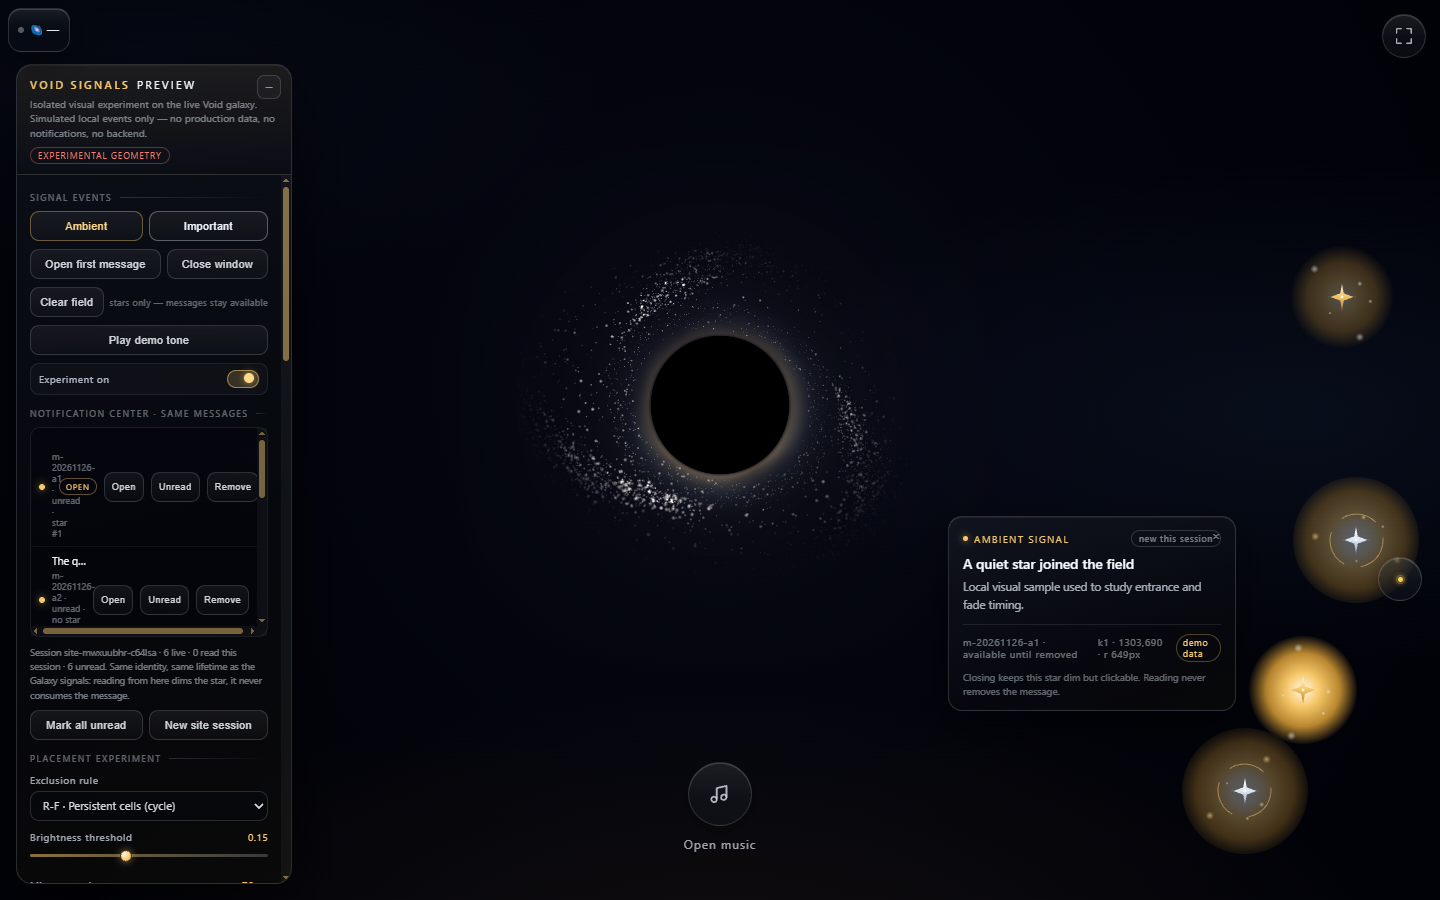 VOID SIGNALS PREVIEW
Isolated visual experiment on the live Void galaxy.
Simulated local events only — no production data, no
notifications, no backend.
EXPERIMENTAL GEOMETRY
SIGNAL EVENTS
Ambient
Important
Open first message
Close window
Clear field
stars only — messages stay available
Play demo tone
Experiment on
NOTIFICATION CENTER · SAME MESSAGES
m-
20261126-
a1
·
unread
·
star
#1
OPEN
Open
Unread
Remove
The q...
m-
20261126-
a2 ·
unread ·
no star
Open
Unread
Remove
Session site-mwxuubhr-c64lsa · 6 live · 0 read this
session · 6 unread. Same identity, same lifetime as the
Galaxy signals: reading from here dims the star, it never
consumes the message.
Mark all unread
New site session
PLACEMENT EXPERIMENT
Exclusion rule
R-F · Persistent cells (cycle)
Brightness threshold
0.15
AMBIENT SIGNAL
new this session
A quiet star joined the field
Local visual sample used to study entrance and
fade timing.
m-20261126-a1 ·
available until removed
k1 · 1303,690
· r 649px
demo
data
Closing keeps this star dim but clickable. Reading never
removes the message.
Open music